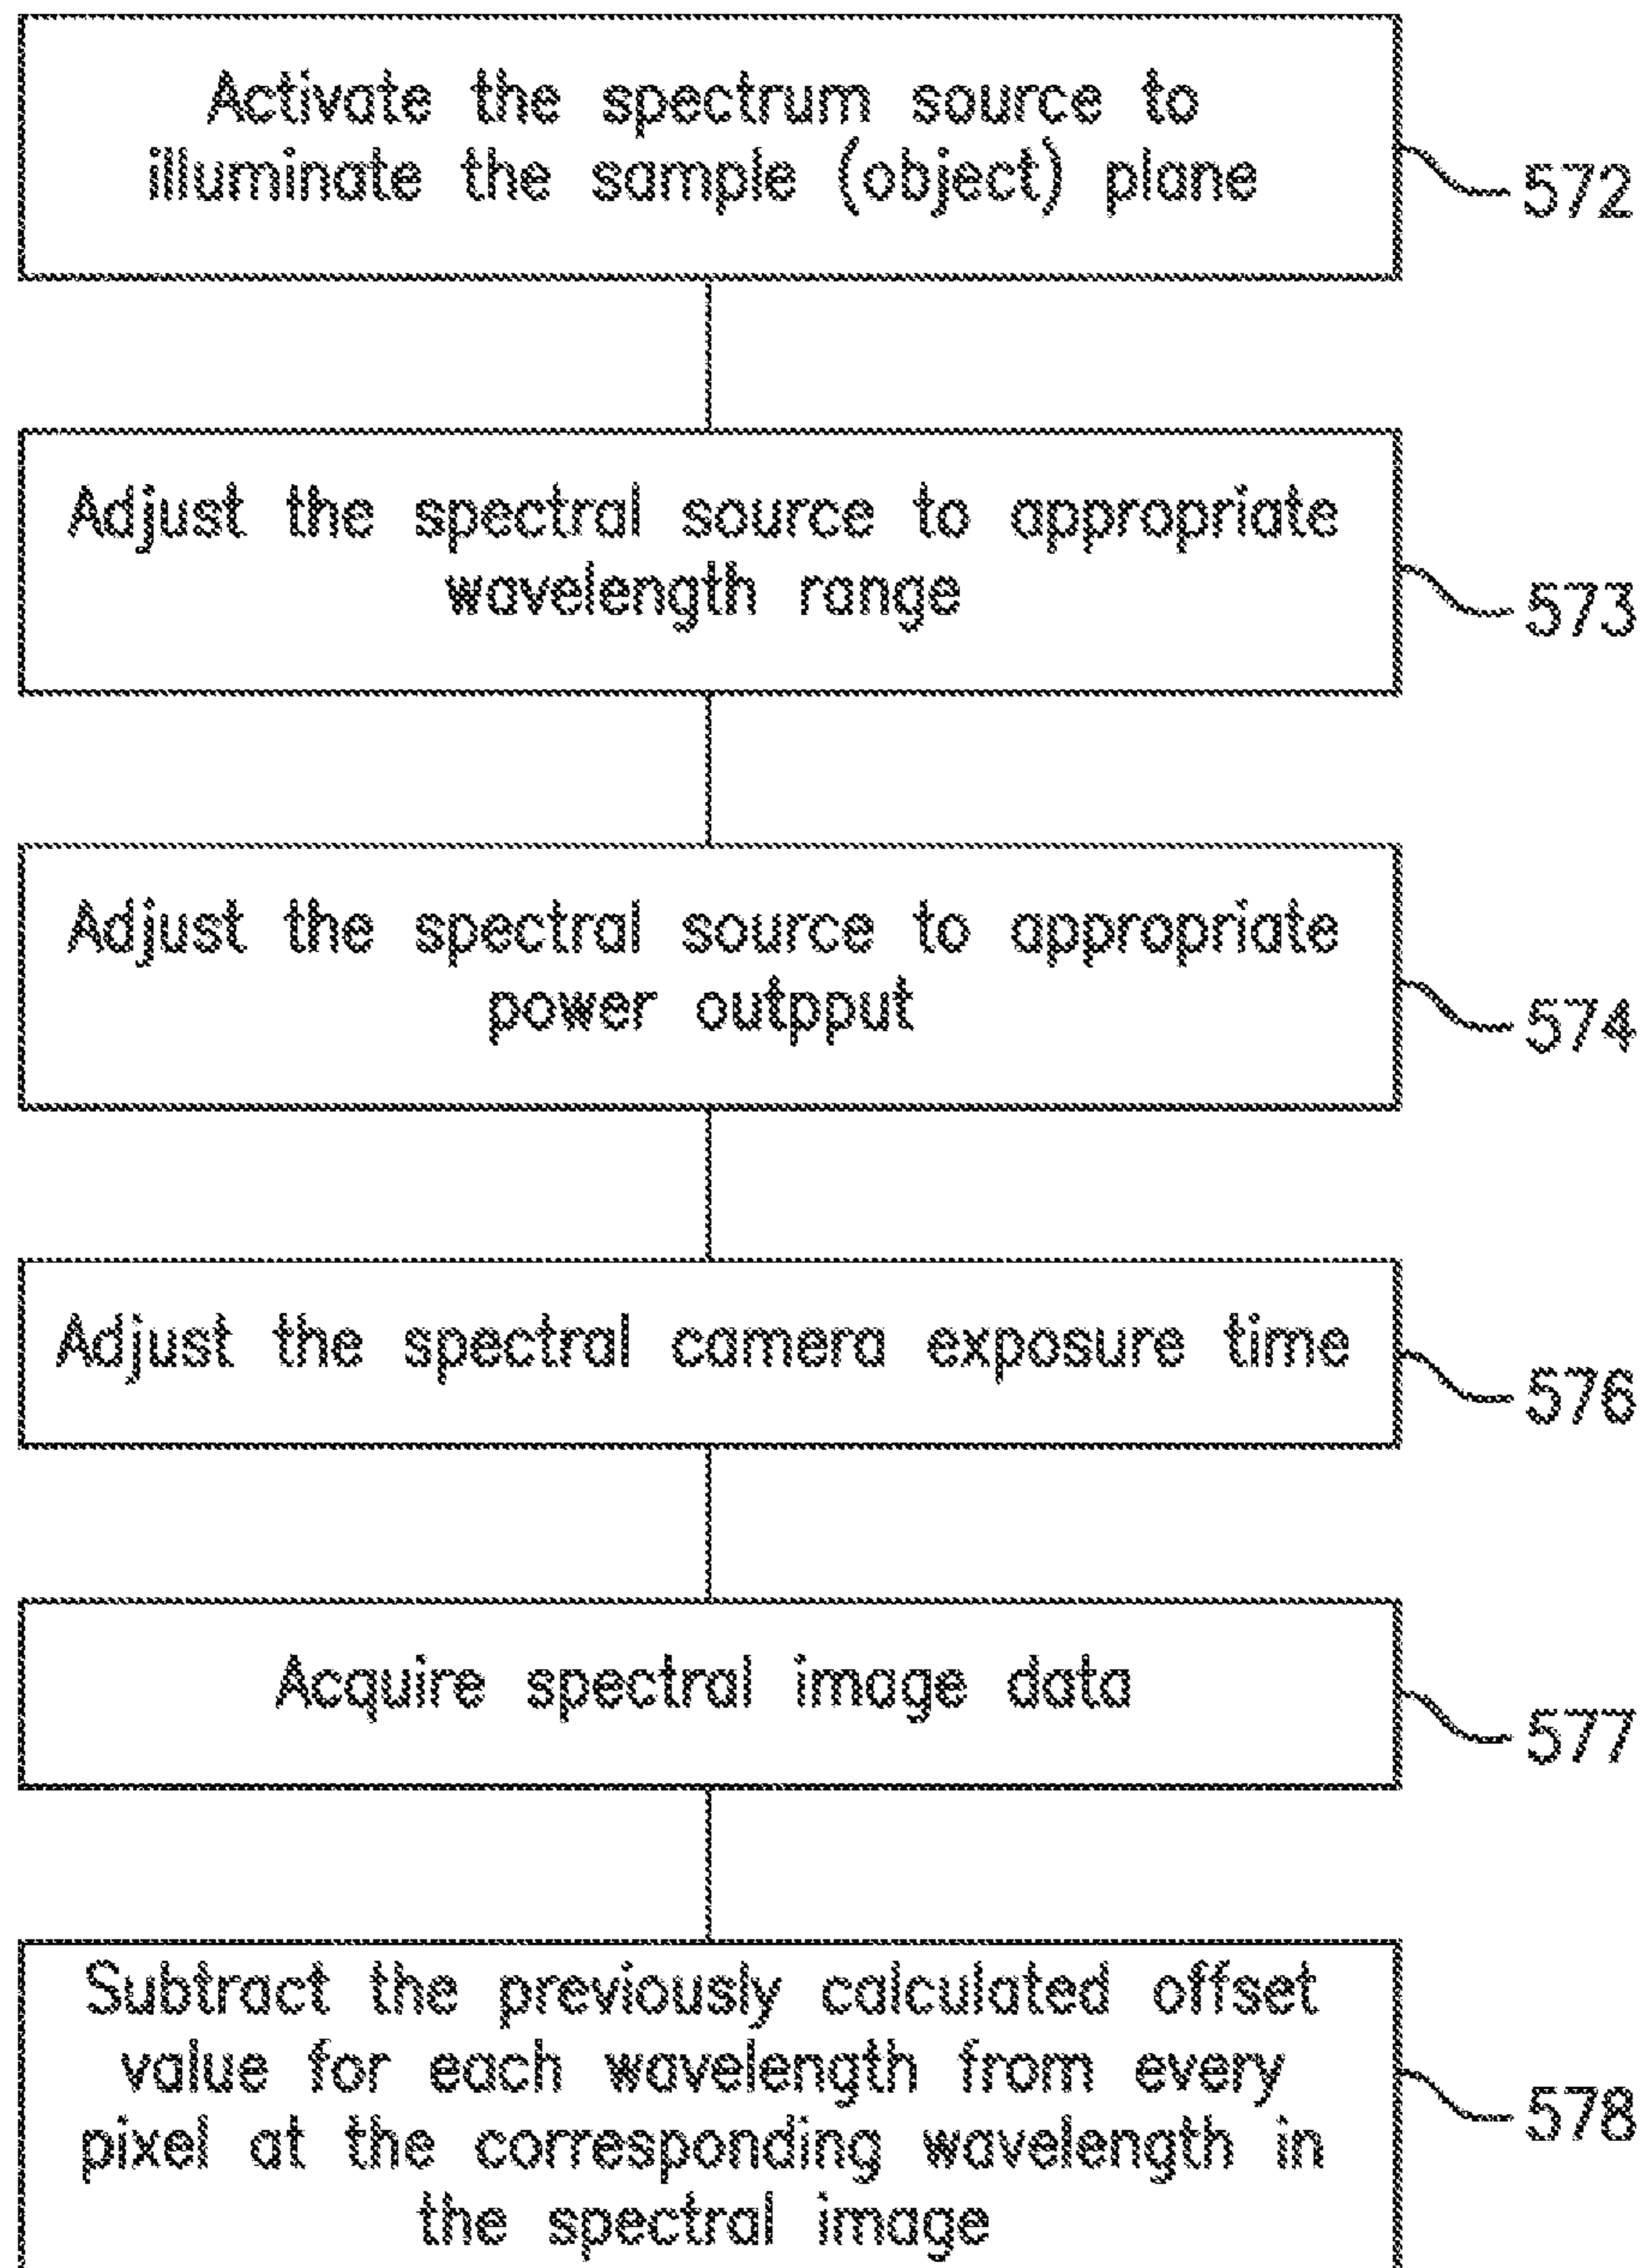 Activate the spectrum source to
illuminate the sample (object) plane
572
Adjust the spectral source to appropriate
wavelength range
573
Adjust the spectral source to appropriate
power outpput
574
Adjust the spectral camera exposure time
576
Acquire spectral image data
577
Subtract the previously calculated offset
value for each wavelength from every
pixel at the corresponding wavelength in
the spectral image
578